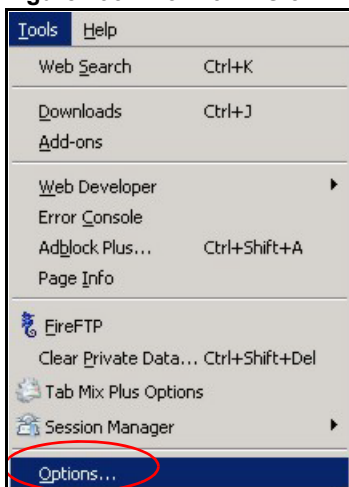 Tools Help
Web Search Ctrl+K
Downloads Ctrl+J
Add-ons
Web Developer
Error Console
Adblock Plus... Ctrl+Shift+A
Page Info
FireFTP
Clear Private Data... Ctrl+Shift+Del
Tab Mix Plus Options
Session Manager
Options...